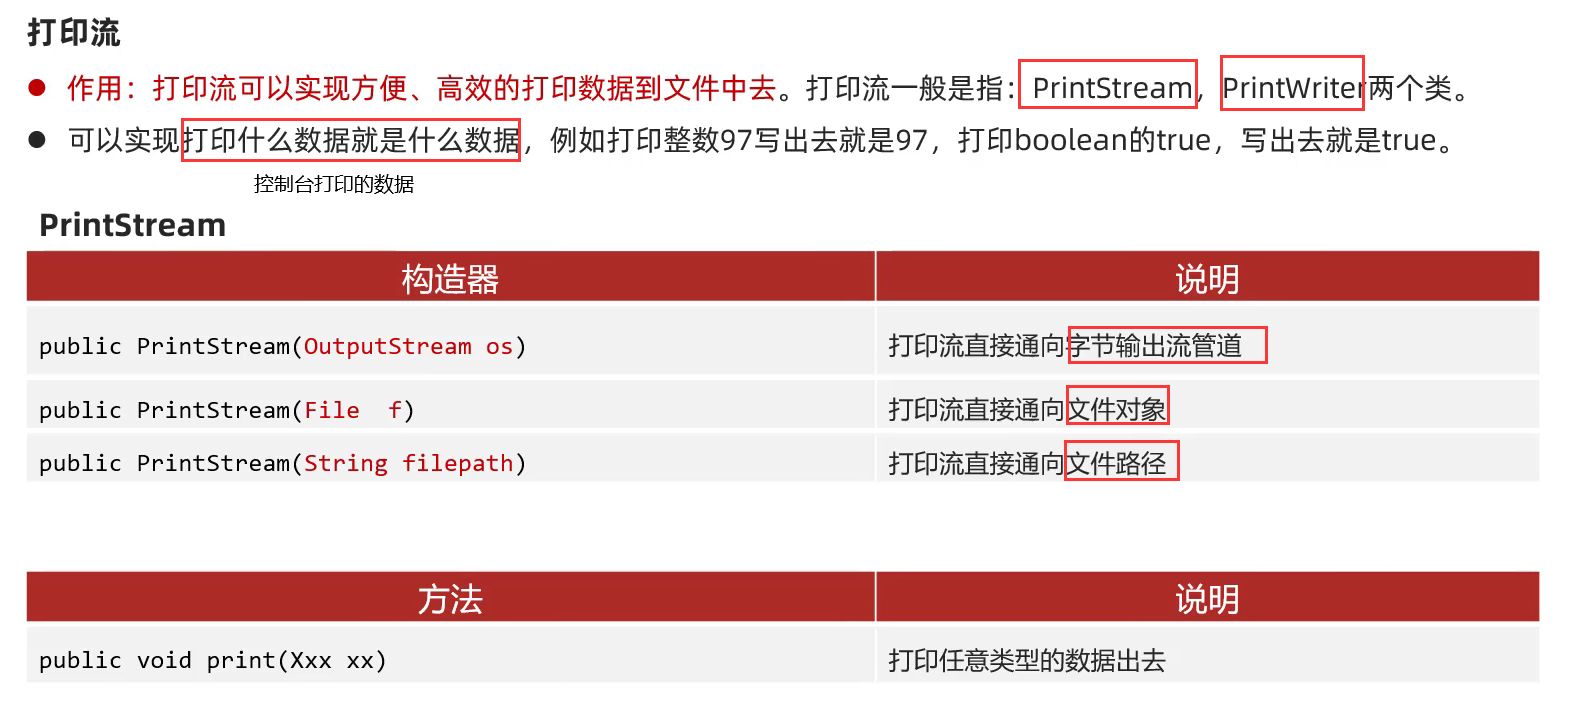 打印流
作用：打印流可以实现方便、高效的打印数据到文件中去。打印流一般是指：PrintStream，PrintWriter两个类。
可以实现打印什么数据就是什么数据，例如打印整数97写出去就是97，打印boolean的true，写出去就是true。
控制台打印的数据
PrintStream
构造器 说明
public PrintStream(OutputStream os) 打印流直接通向字节输出流管道
public PrintStream(File  f) 打印流直接通向文件对象
public PrintStream(String filepath) 打印流直接通向文件路径
方法 说明
public void print(Xxx xx) 打印任意类型的数据出去